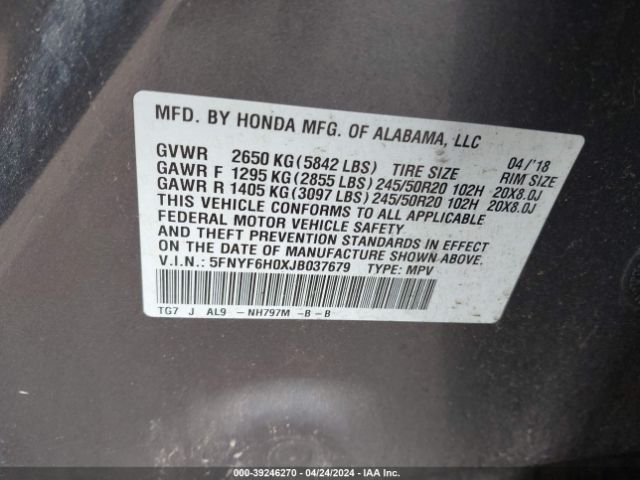 MFD. BY HONDA MFG. OF ALABAMA, LLC
04/'18
GVWR 2650 KG (5842 LBS) TIRE SIZE RIM SIZE
GAWR F 1295 KG (2855 LBS) 245/50R20 102H 20X8.0J
GAWR R 1405 KG (3097 LBS) 245/50R20 102H 20X8.0J
THIS VEHICLE CONFORMS TO ALL APPLICABLE
FEDERAL MOTOR VEHICLE SAFETY
AND THEFT PREVENTION STANDARDS IN EFFECT
ON THE DATE OF MANUFACTURE SHOWN ABOVE.
V.I.N.: 5FNYF6H0XJB037679 TYPE: MPV
TG7 J AL9 - NH797M -B - B
000-39246270 - 04/24/2024 - IAA Inc.